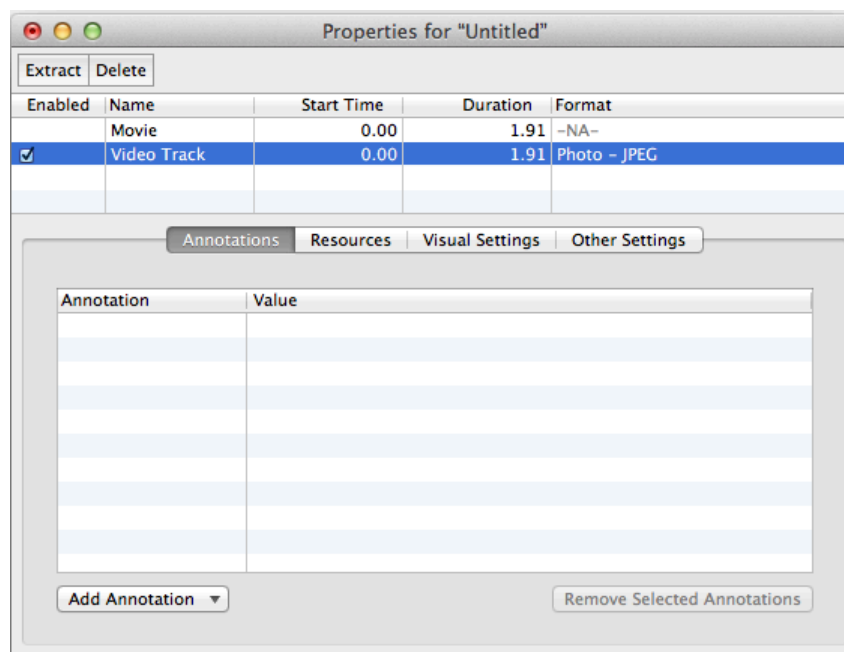 Properties for “Untitled”
Extract Delete
Enabled Name Start Time Duration Format
Movie 0.00 1.91 -NA-
Video Track 0.00 1.91 Photo - JPEG
Annotations Resources Visual Settings Other Settings
Annotation Value
Add Annotation Remove Selected Annotations